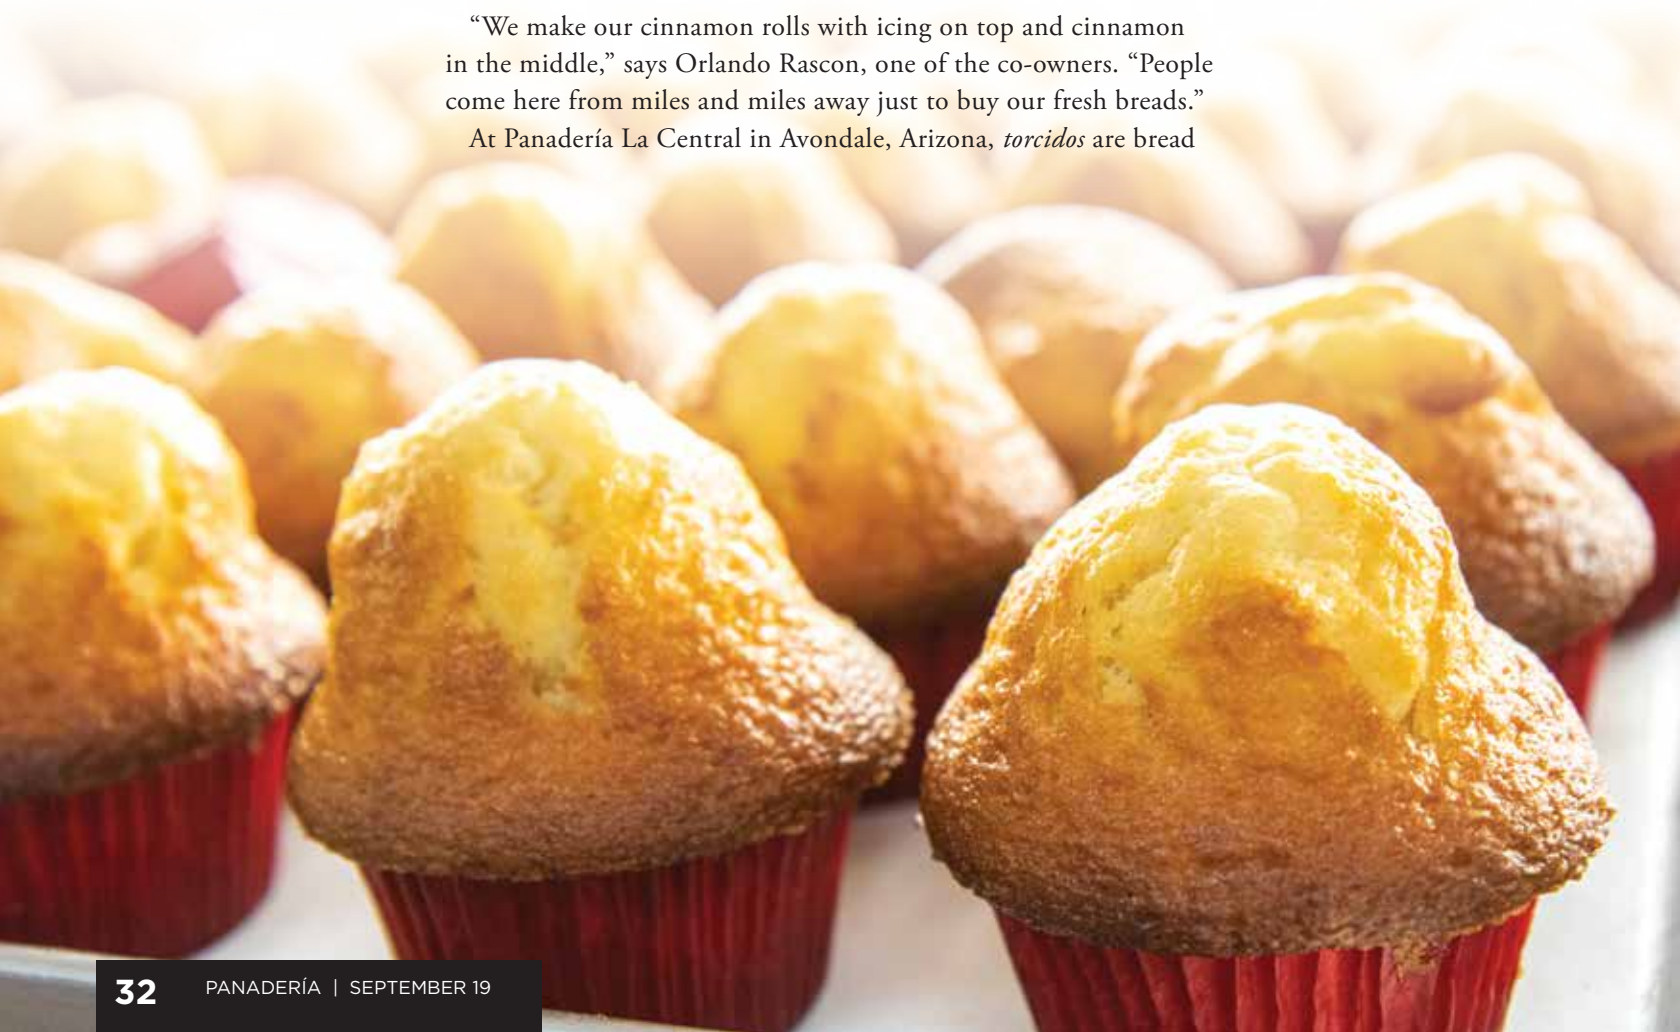 “We make our cinnamon rolls with icing on top and cinnamon
in the middle,” says Orlando Rascon, one of the co-owners. “People
come here from miles and miles away just to buy our fresh breads.”
At Panadería La Central in Avondale, Arizona, torcidos are bread
32 PANADERÍA | SEPTEMBER 19